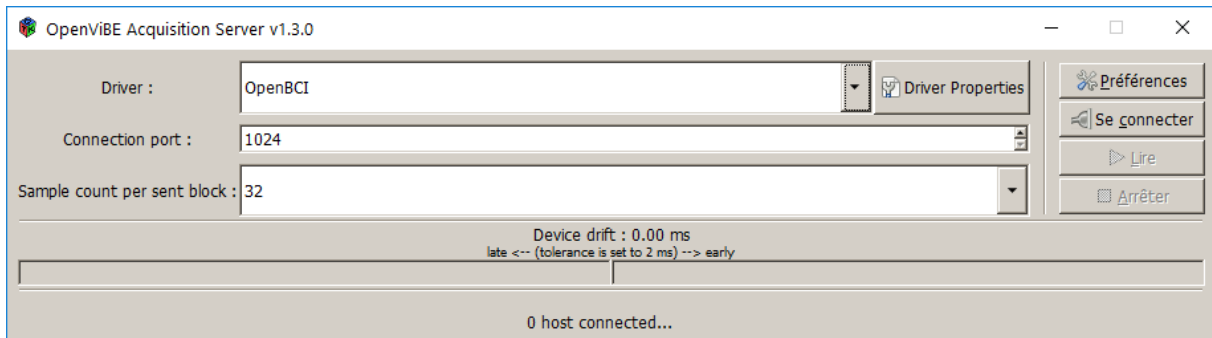 OpenViBE Acquisition Server v1.3.0
Driver : OpenBCI Driver Properties Préférences
Connection port : 1024 Se connecter
Lire
Sample count per sent block : 32 Arrêter
Device drift : 0.00 ms
late <-- (tolerance is set to 2 ms) --> early
0 host connected...